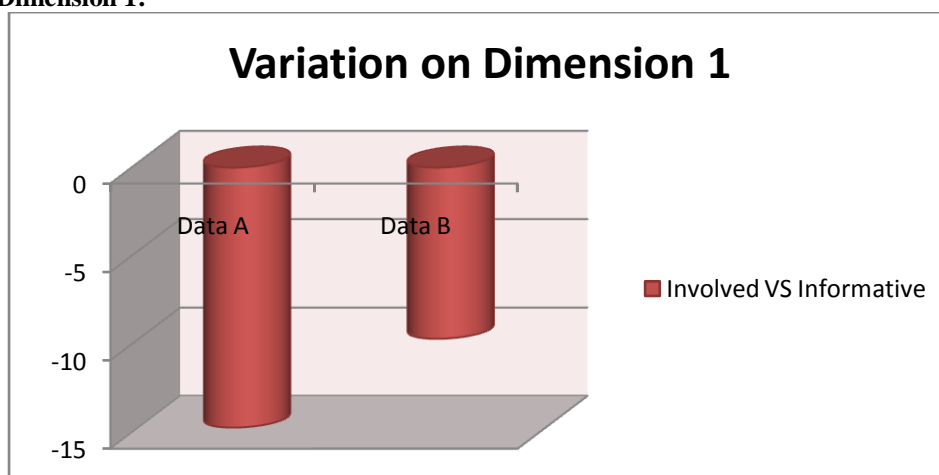 Dimension 1:
Variation on Dimension 1
0
Data A Data B
-5
Involved VS Informative
-10
-15